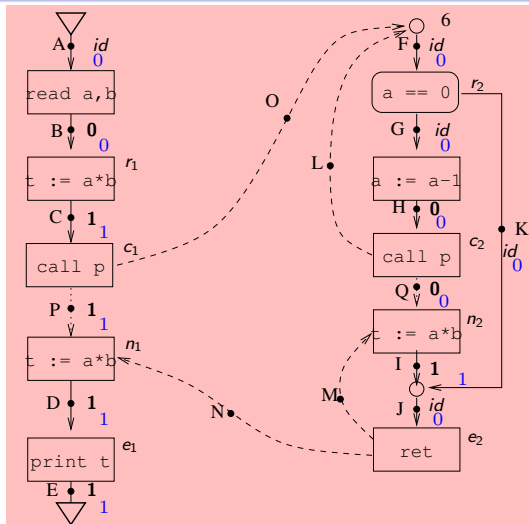 A id
0
read a,b
B 0
0
r1
t := a*b
C 1
1
c1
call p
P 1
1
n1
t := a*b
D 1
1
e1
print t
E 1
1
O
L
N
M
6
F id
0
r2
a == 0
G id
0
K
id
0
a := a-1
H 0
0
c2
call p
Q 0
0
n2
t := a*b
I 1
1
J id
0
e2
ret